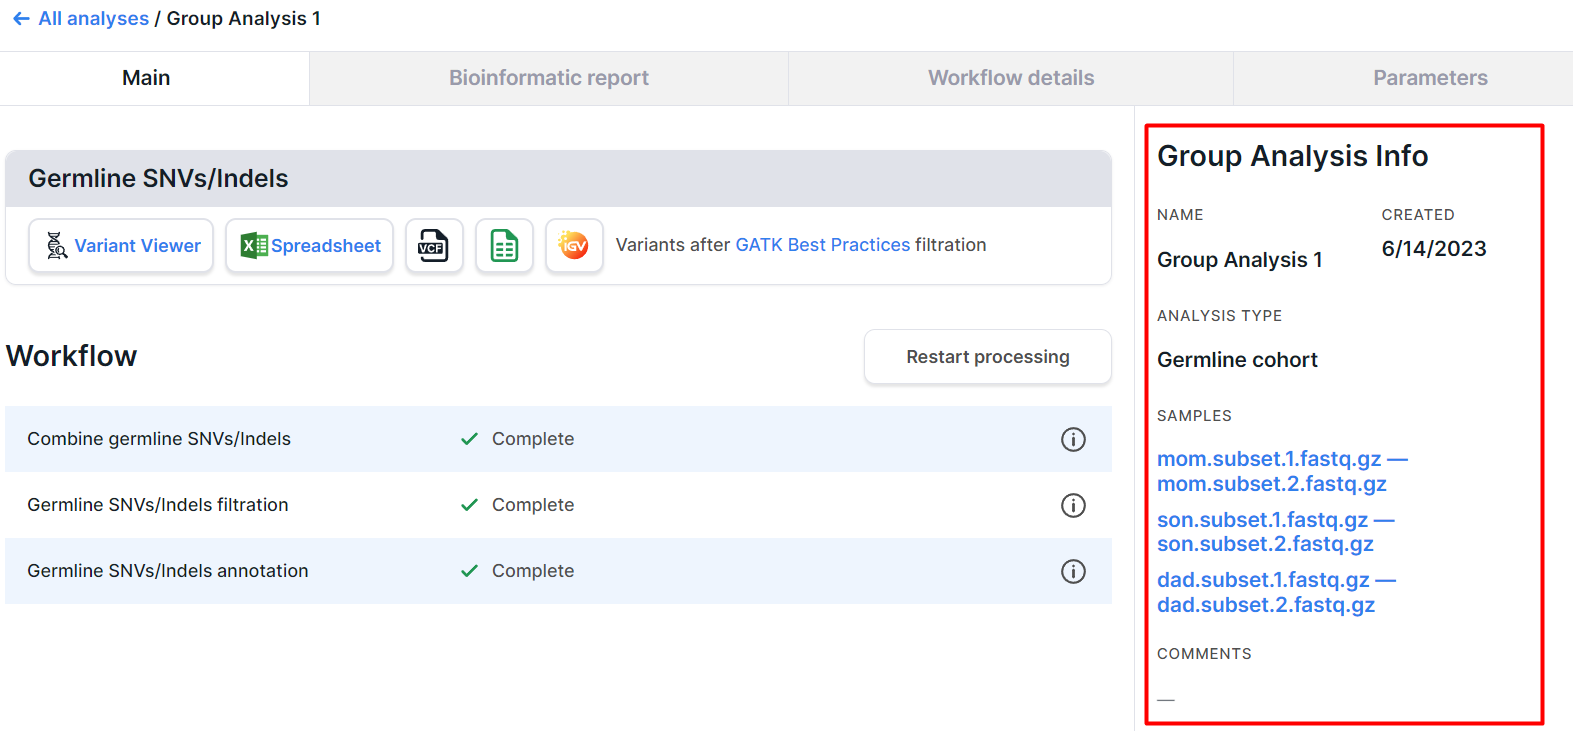 ← All analyses / Group Analysis 1
Main
Bioinformatic report
Workflow details
Parameters
Germline SNVs/Indels
Variant Viewer
Spreadsheet
VCF
IGV
Variants after GATK Best Practices filtration
Workflow
Restart processing
Combine germline SNVs/Indels
Complete
Germline SNVs/Indels filtration
Complete
Germline SNVs/Indels annotation
Complete
Group Analysis Info
NAME
CREATED
Group Analysis 1
6/14/2023
ANALYSIS TYPE
Germline cohort
SAMPLES
mom.subset.1.fastq.gz —
mom.subset.2.fastq.gz
son.subset.1.fastq.gz —
son.subset.2.fastq.gz
dad.subset.1.fastq.gz —
dad.subset.2.fastq.gz
COMMENTS
—